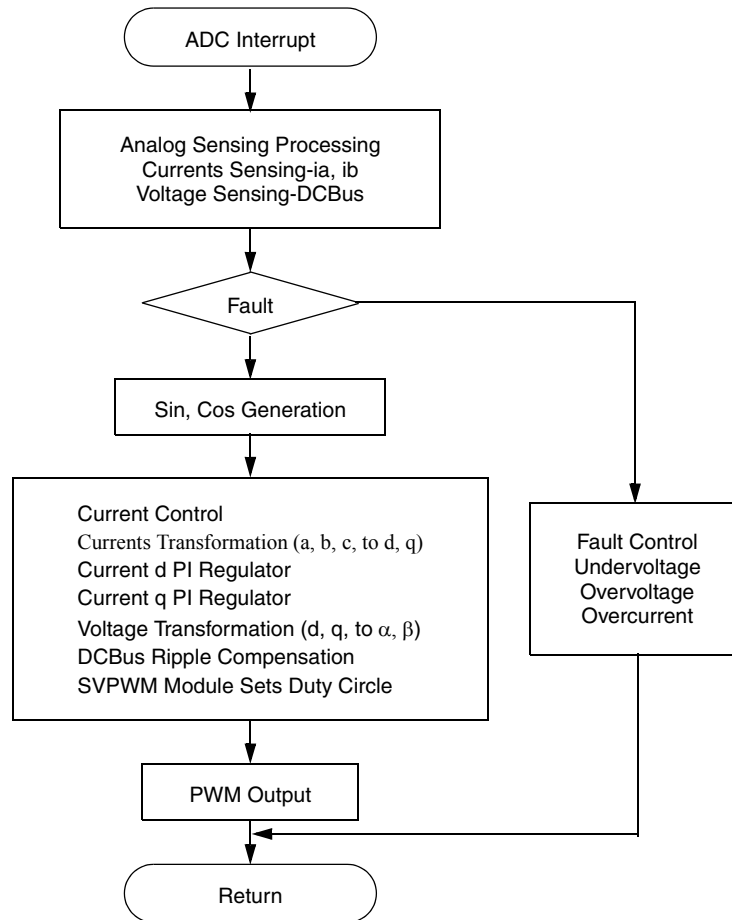 ADC Interrupt
Analog Sensing Processing
Currents Sensing-ia, ib
Voltage Sensing-DCBus
Fault
Sin, Cos Generation
Current Control
Currents Transformation (a, b, c, to d, q)
Current d PI Regulator
Current q PI Regulator
Voltage Transformation (d, q, to α, β)
DCBus Ripple Compensation
SVPWM Module Sets Duty Circle
Fault Control
Undervoltage
Overvoltage
Overcurrent
PWM Output
Return